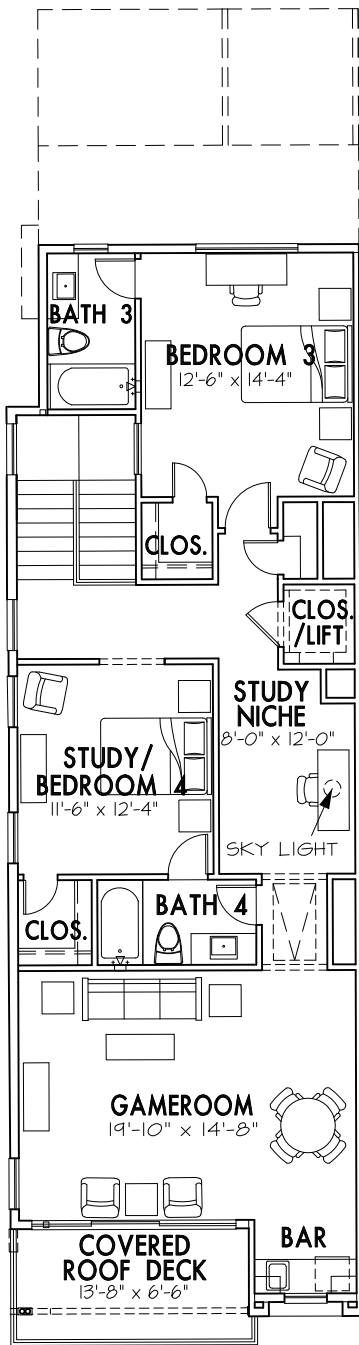 BATH 3
BEDROOM 3
12'-6" x 14'-4"
CLOS.
CLOS.
/LIFT
STUDY
NICHE
8'-0" x 12'-0"
STUDY/
BEDROOM 4
11'-6" x 12'-4"
SKY LIGHT
CLOS.
BATH 4
GAMEROOM
19'-10" x 14'-8"
BAR
COVERED
ROOF DECK
13'-8" x 6'-6"